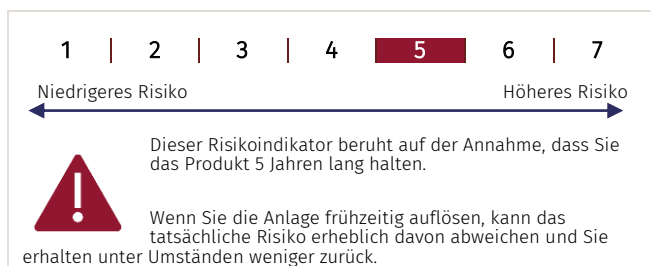 1 | 2 | 3 | 4 | 5 | 6 | 7
Niedrigeres Risiko Höheres Risiko
Dieser Risikoindikator beruht auf der Annahme, dass Sie
das Produkt 5 Jahren lang halten.
Wenn Sie die Anlage frühzeitig auflösen, kann das
tatsächliche Risiko erheblich davon abweichen und Sie
erhalten unter Umständen weniger zurück.